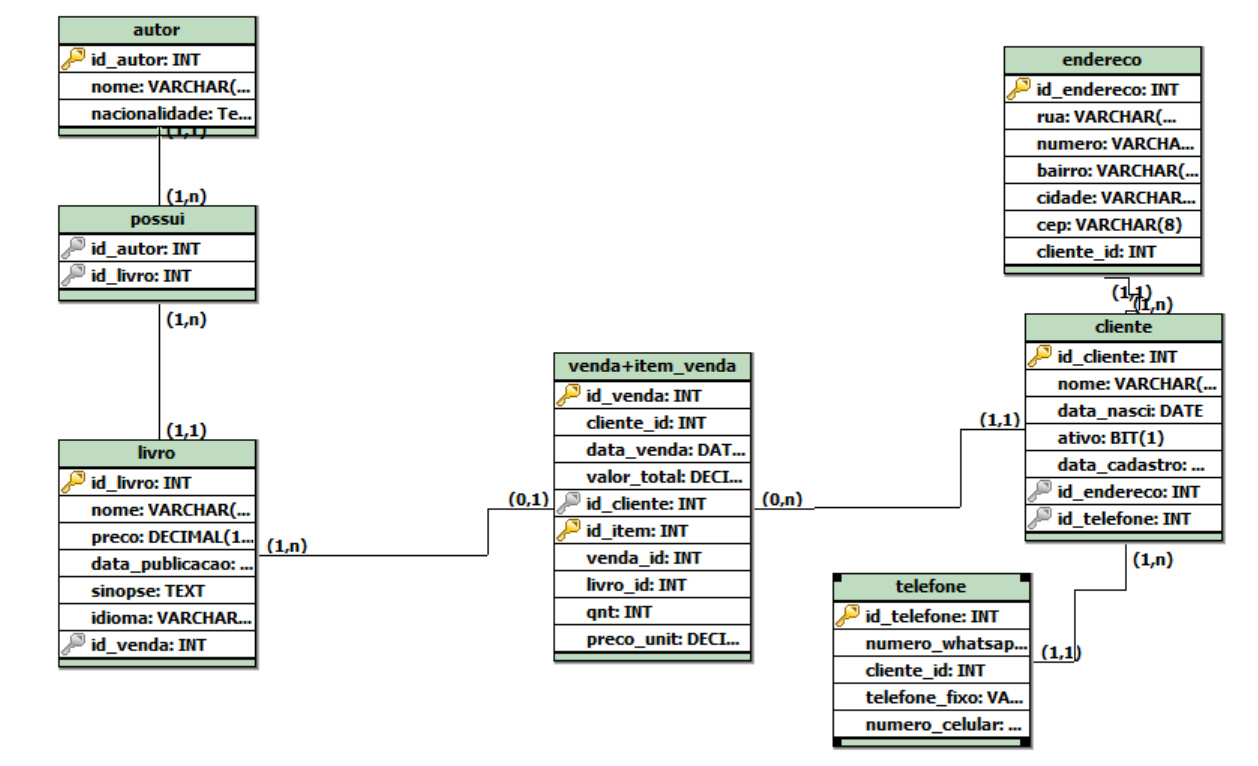 autor
id_autor: INT
nome: VARCHAR(...
nacionalidade: Te...
(1,1)
(1,n)
possui
id_autor: INT
id_livro: INT
(1,n)
(1,1)
livro
id_livro: INT
nome: VARCHAR(...
preco: DECIMAL(1...
data_publicacao: ...
sinopse: TEXT
idioma: VARCHAR...
id_venda: INT
(1,n)
(0,1)
venda+item_venda
id_venda: INT
cliente_id: INT
data_venda: DAT...
valor_total: DECI...
id_cliente: INT
id_item: INT
venda_id: INT
livro_id: INT
qnt: INT
preco_unit: DECI...
(0,n)
(1,1)
endereco
id_endereco: INT
rua: VARCHAR(...
numero: VARCHA...
bairro: VARCHAR(...
cidade: VARCHAR...
cep: VARCHAR(8)
cliente_id: INT
(1,1)
(1,n)
cliente
id_cliente: INT
nome: VARCHAR(...
data_nasci: DATE
ativo: BIT(1)
data_cadastro: ...
id_endereco: INT
id_telefone: INT
(1,n)
telefone
id_telefone: INT
numero_whatsap...
cliente_id: INT
telefone_fixo: VA...
numero_celular: ...
(1,1)